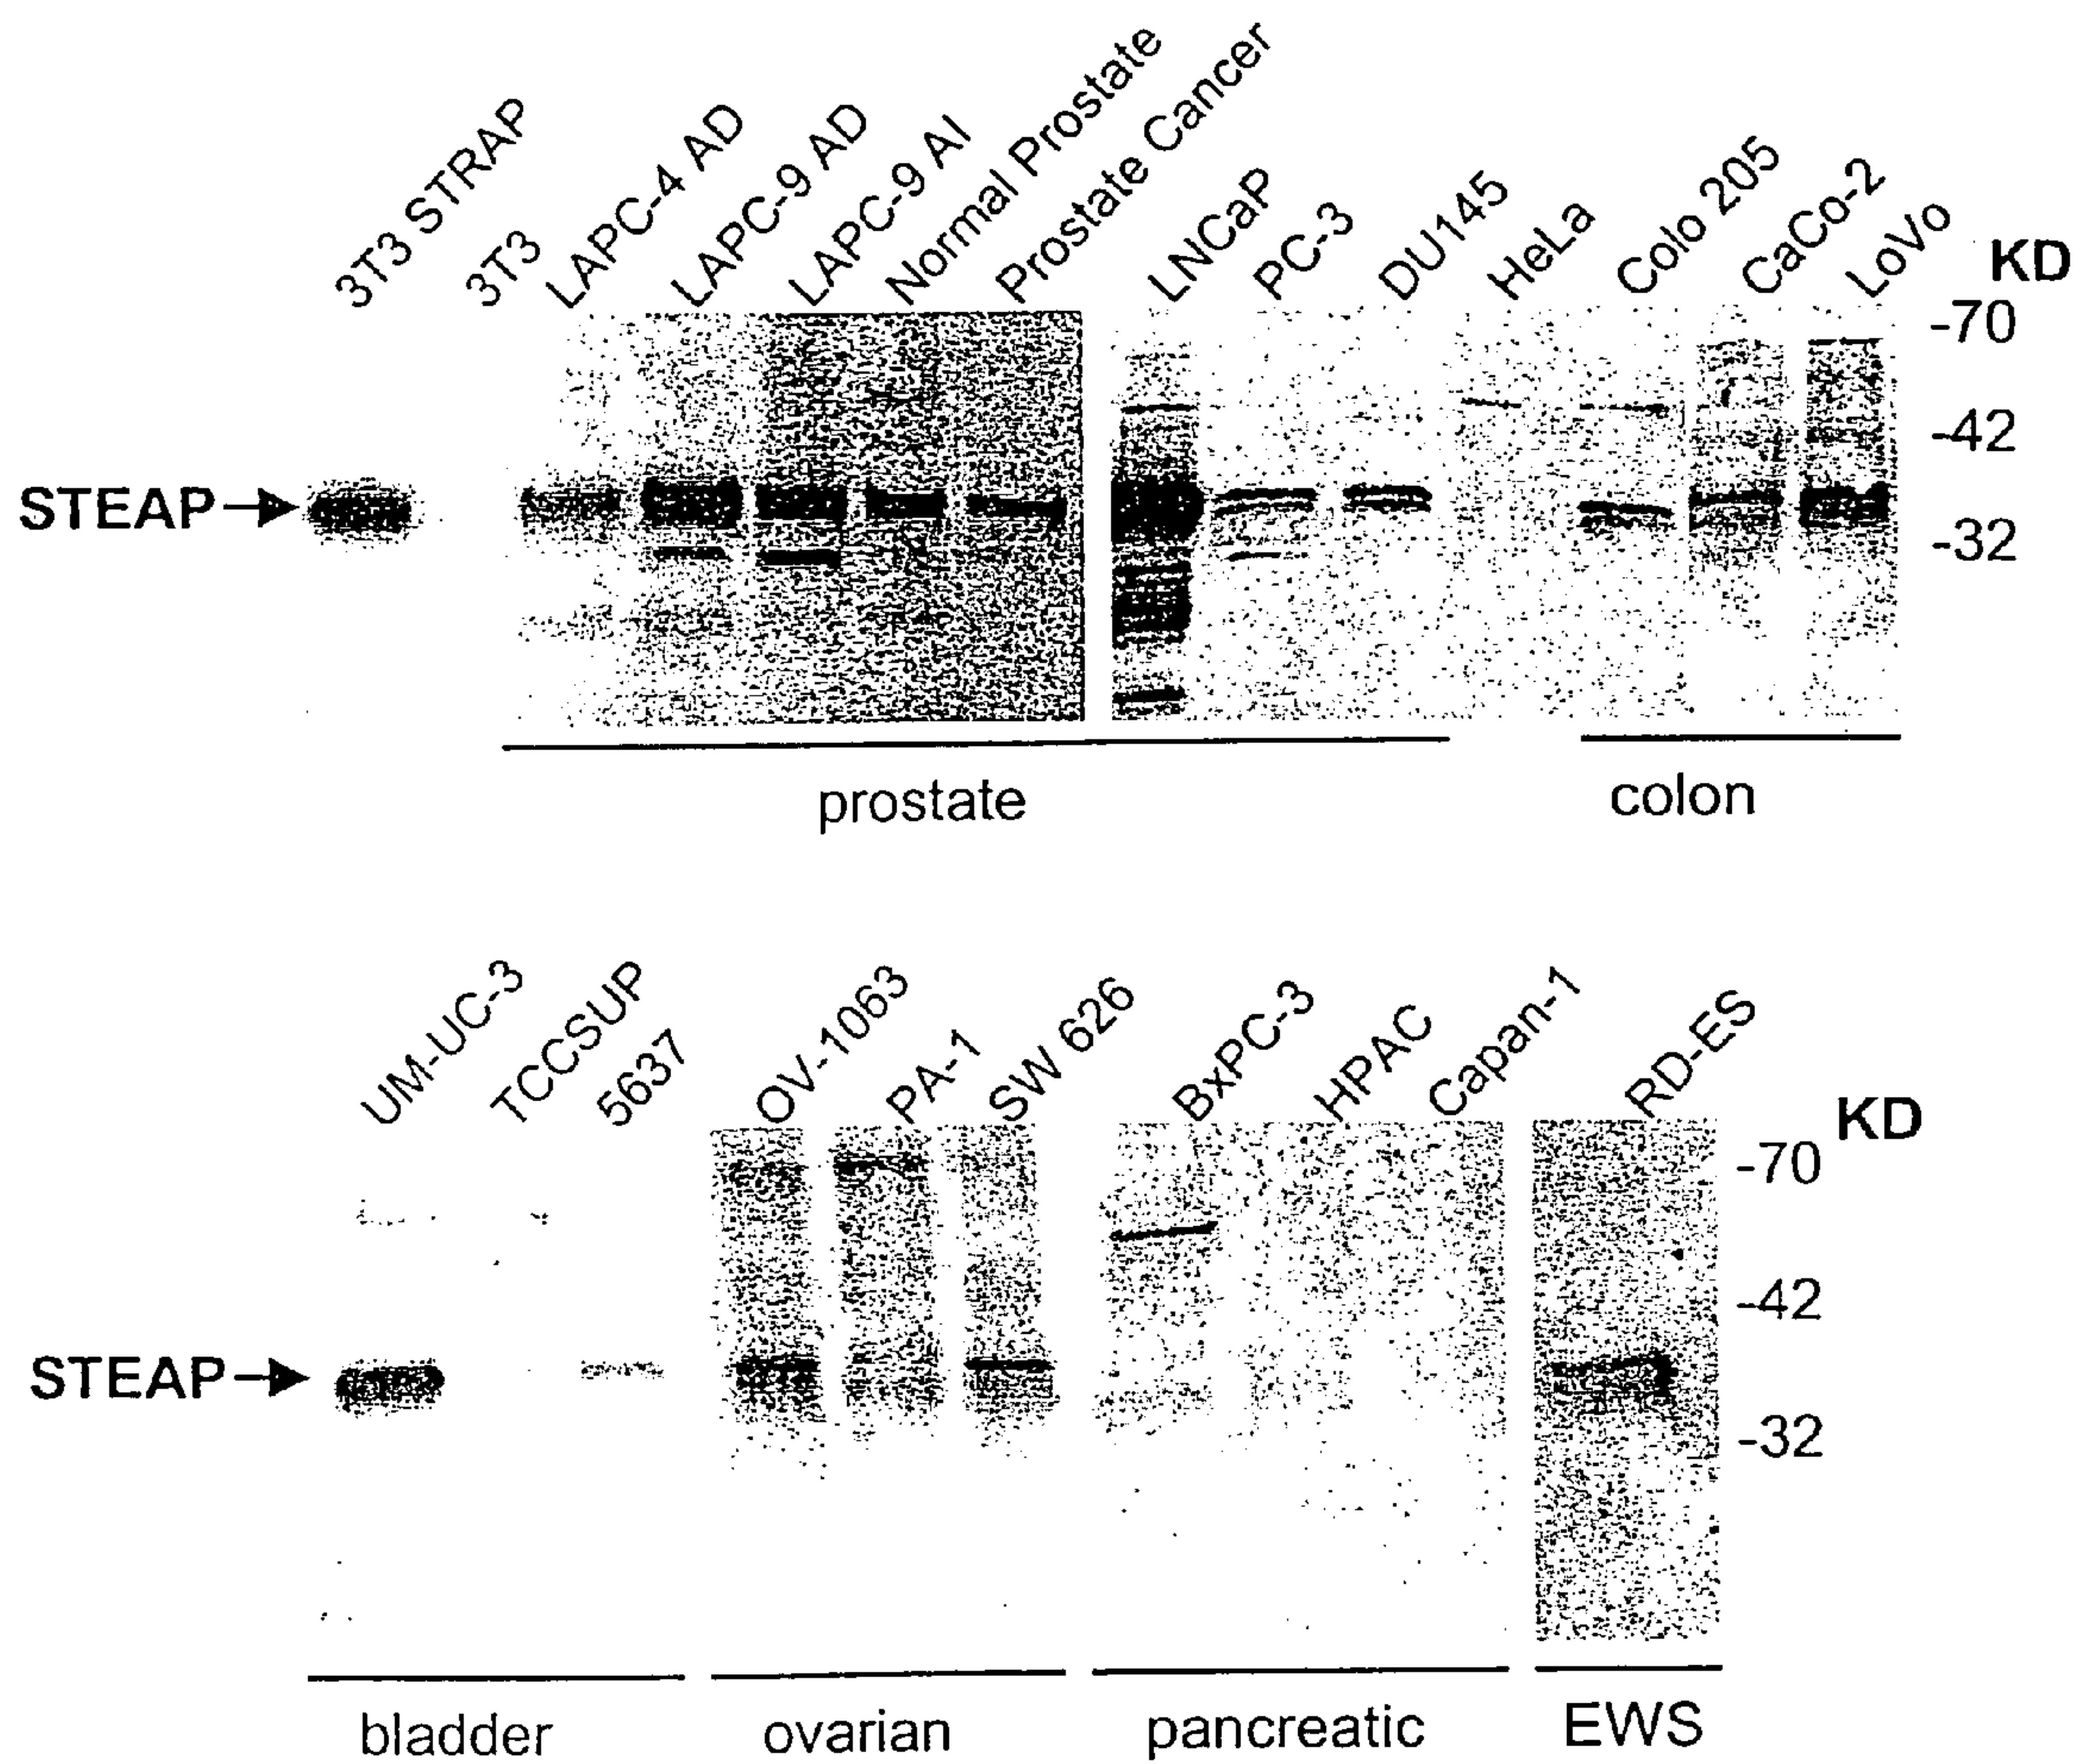 3T3 STRAP
3T3
LAPC-4 AD
LAPC-9 AD
LAPC-9 AI
Normal Prostate
Prostate Cancer
LNCaP
PC-3
DU145
HeLa
Colo 205
CaCo-2
LoVo
KD
-70
-42
STEAP
-32
prostate
colon
UM-UC-3
TCCSUP
5637
OV-1063
PA-1
SW 626
BxPC-3
HPAC
Capan-1
RD-ES
KD
-70
-42
STEAP
-32
bladder
ovarian
pancreatic
EWS